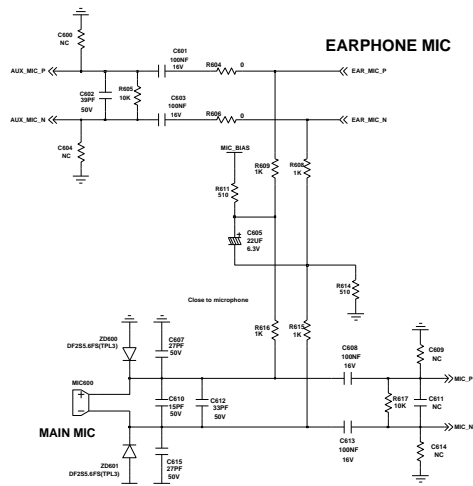 C600
NC
EARPHONE MIC
C601
100NF
16V
R604 0
AUX_MIC_P
EAR_MIC_P
C602
39PF
50V
R605
10K
C603
100NF
16V
R606 0
AUX_MIC_N
EAR_MIC_N
C604
NC
MIC_BIAS
R609
1K
R608
1K
R611
510
+
C605
22UF
6.3V
R614
510
Close to microphone
R616
1K
R615
1K
ZD600
DF2S5.6FS(TPL3)
C607
27PF
50V
C608
100NF
16V
C609
NC
MIC_P
MIC600
+
-
C610
15PF
50V
C612
33PF
50V
R617
10K
C611
NC
MAIN MIC
MIC_N
ZD601
DF2S5.6FS(TPL3)
C615
27PF
50V
C613
100NF
16V
C614
NC